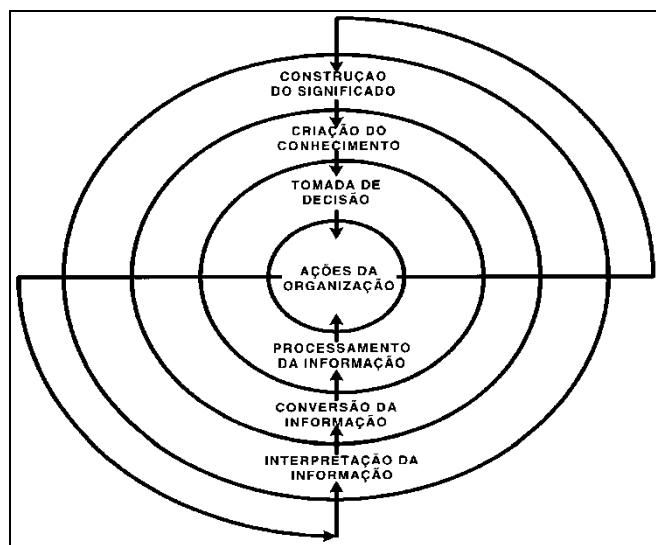 CONSTRUÇAO
DO SIGNIFICADO
CRIAÇÃO DO
CONHECIMENTO
TOMADA DE
DECISÃO
AÇÕES DA
ORGANIZAÇÃO
PROCESSAMENTO
DA INFORMAÇÃO
CONVERSÃO DA
INFORMAÇÃO
INTERPRETAÇÃO DA
INFORMAÇÃO